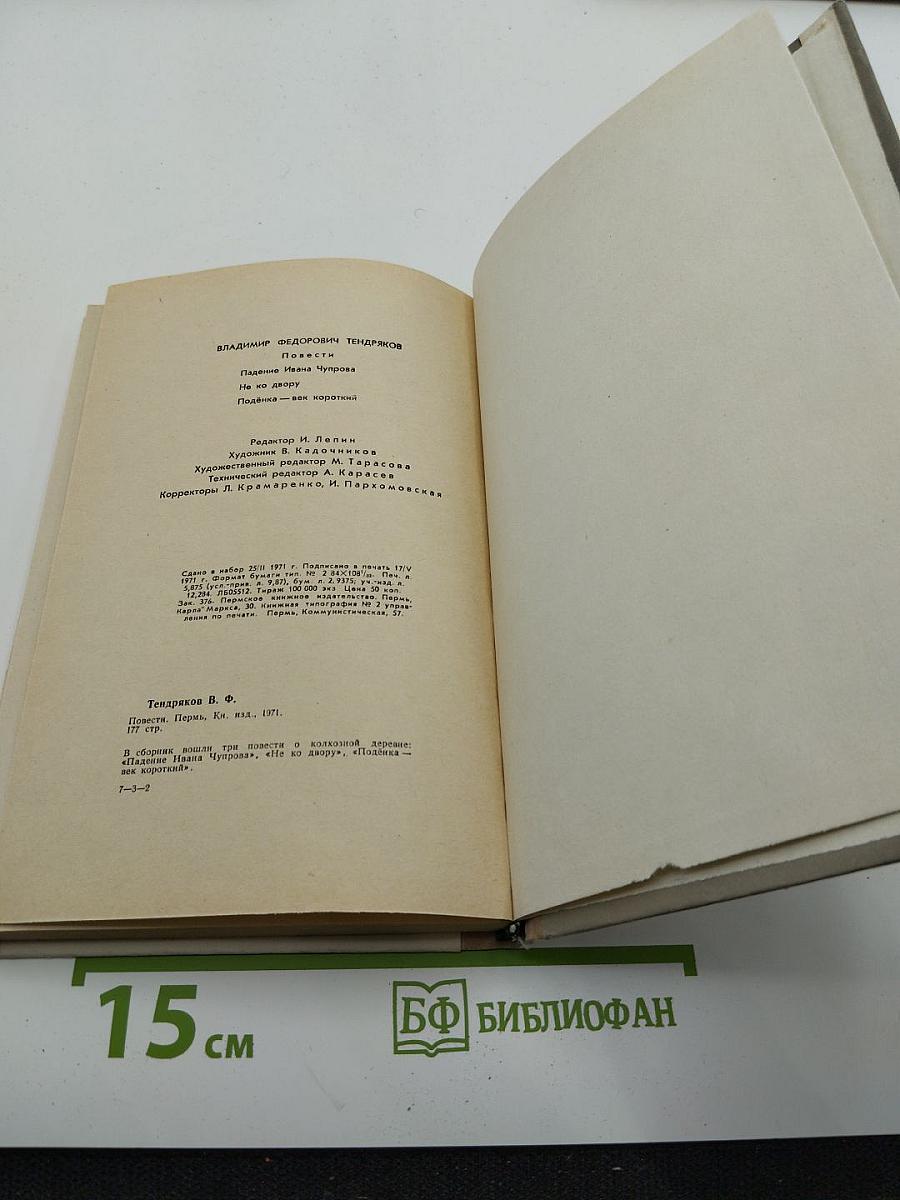 ВЛАДИМИР ФЕДОРОВИЧ ТЕНДРЯКОВ
Повести
Падение Ивана Чупрова
Не ко двору
Подёнка — век короткий
Редактор И. Лепин
Художник В. Кадочников
Художественный редактор М. Тарасова
Технический редактор А. Карасев
Корректоры Л. Крамаренко, И. Пархомовская
Сдано в набор 25/II 1971 г. Подписано в печать 17/V
1971 г. Формат бумаги тип. № 2 84×108¹/₃₂. Печ. л.
5,875 (усл.-прив. л. 9,87), бум. л. 2,9375; уч.-изд. л.
12,284. ЛБ05512. Тираж 100 000 экз Цена 50 коп.
Зак. 376. Пермское книжное издательство. Пермь,
Карла Маркса, 30. Книжная типография № 2 управ-
ления по печати. Пермь, Коммунистическая, 57.
Тендряков В. Ф.
Повести. Пермь, Кн. изд., 1971.
177 стр.
В сборник вошли три повести о колхозной деревне:
«Падение Ивана Чупрова», «Не ко двору», «Подёнка —
век короткий».
7—3—2
15 см
БФ БИБЛИОФАН